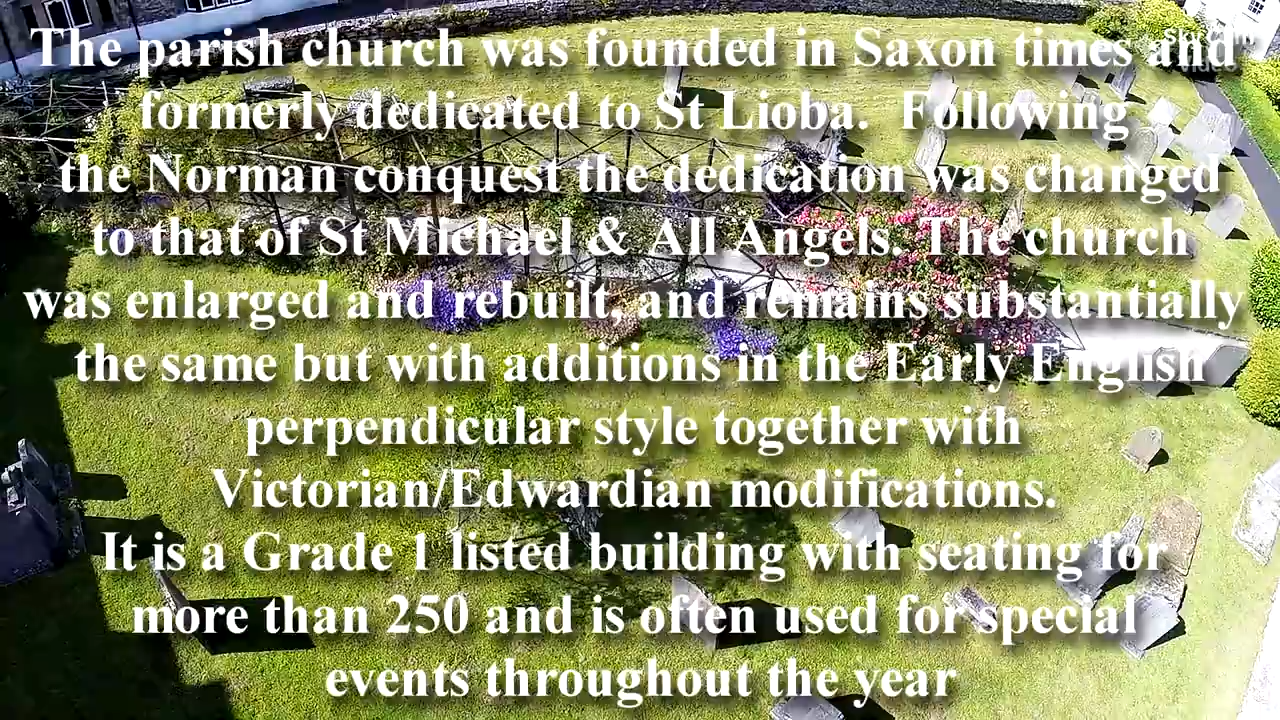 The parish church was founded in Saxon times and
formerly dedicated to St Lioba.  Following
the Norman conquest the dedication was changed
to that of St Michael & All Angels. The church
was enlarged and rebuilt, and remains substantially
the same but with additions in the Early English
perpendicular style together with
Victorian/Edwardian modifications.
It is a Grade 1 listed building with seating for
more than 250 and is often used for special
events throughout the year